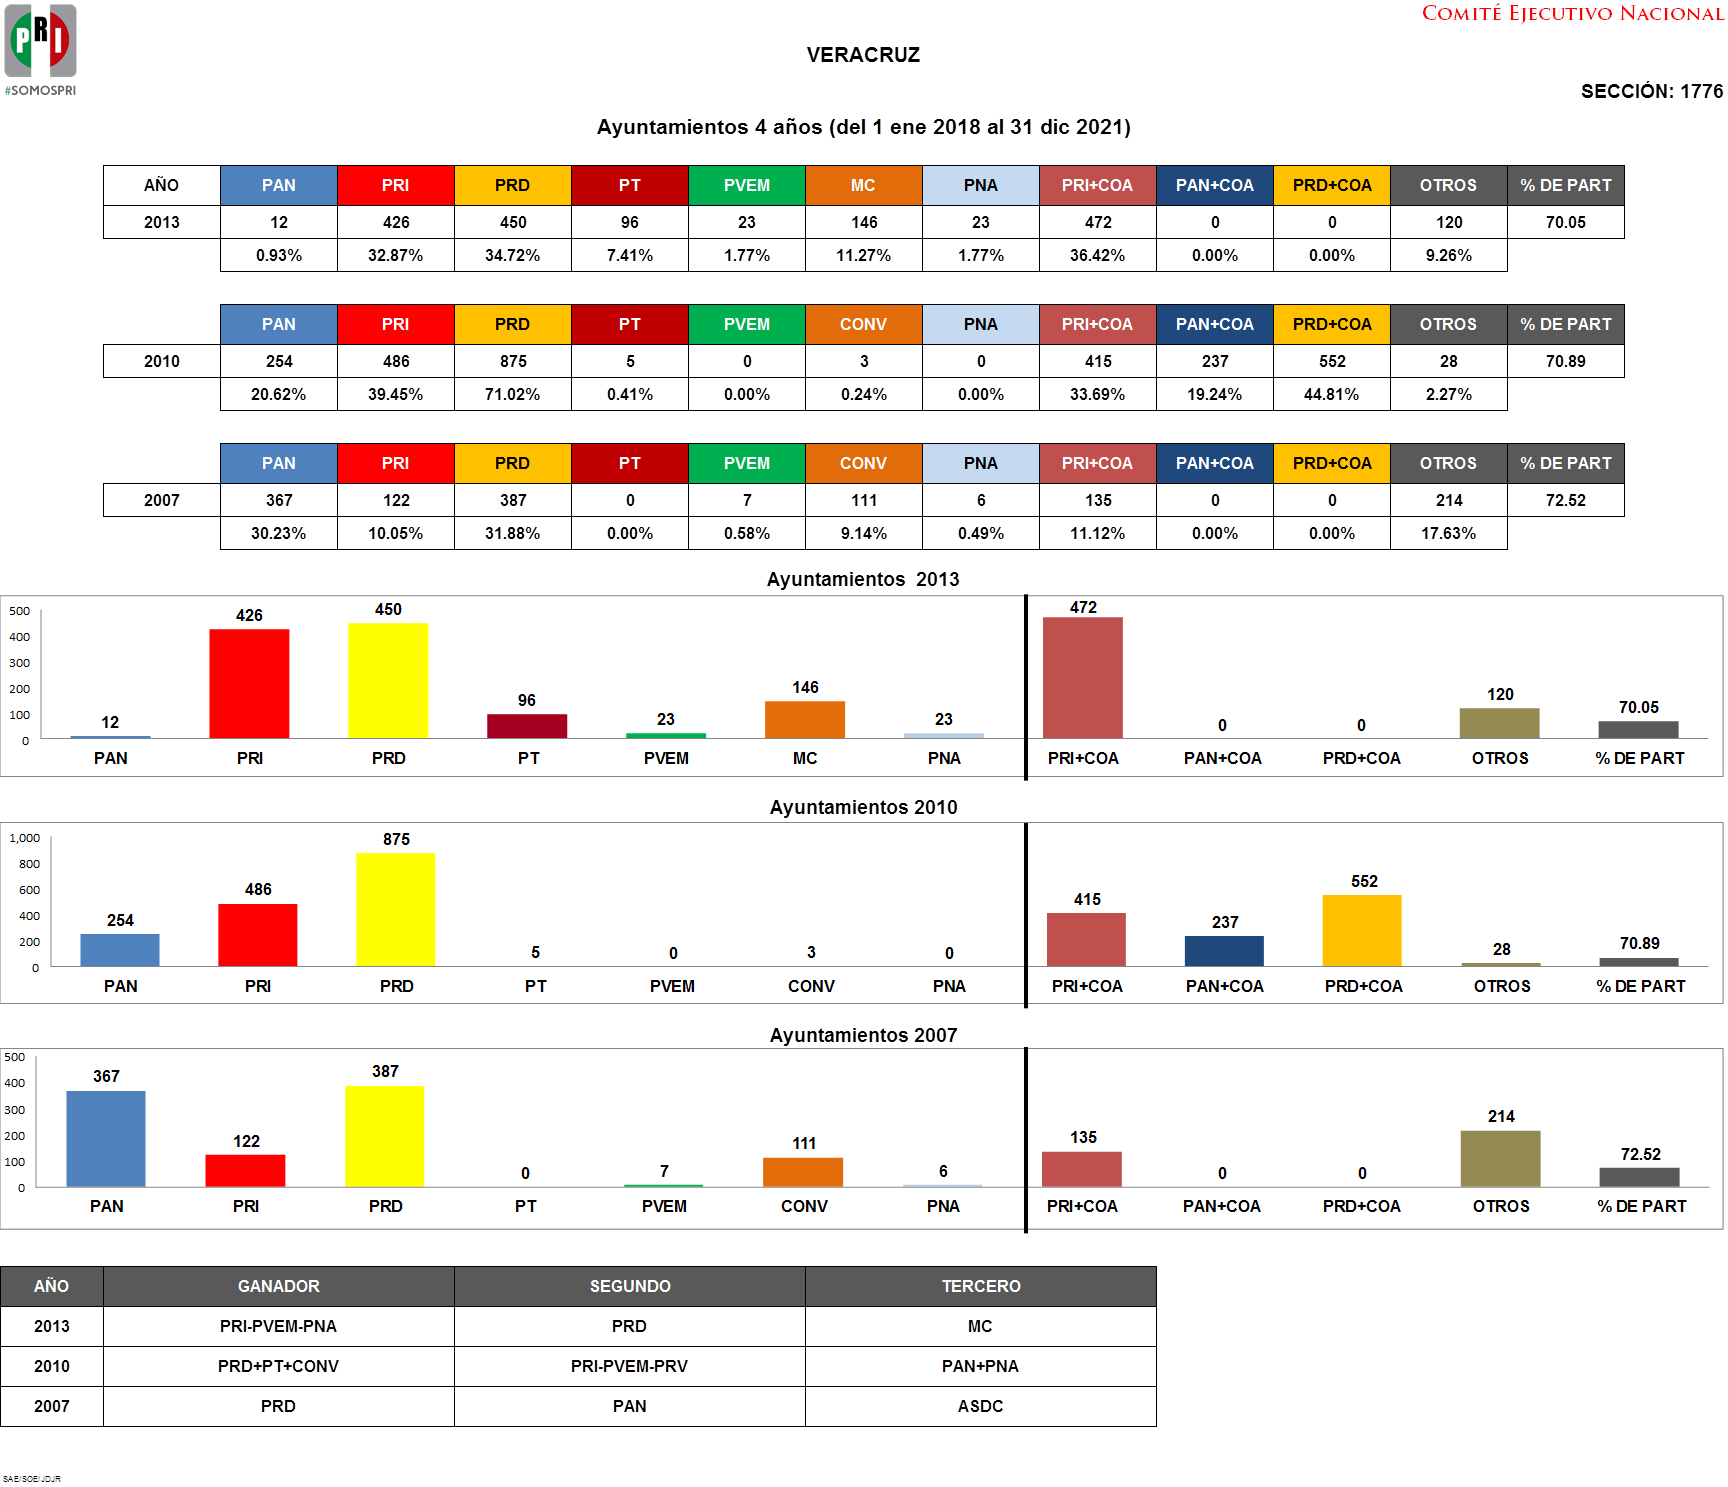 COMITÉ EJECUTIVO NACIONAL
PRI
#SOMOSPRI
VERACRUZ
SECCIÓN: 1776
Ayuntamientos 4 años (del 1 ene 2018 al 31 dic 2021)
AÑO PAN PRI PRD PT PVEM MC PNA PRI+COA PAN+COA PRD+COA OTROS % DE PART
2013 12 426 450 96 23 146 23 472 0 0 120 70.05
0.93% 32.87% 34.72% 7.41% 1.77% 11.27% 1.77% 36.42% 0.00% 0.00% 9.26%
PAN PRI PRD PT PVEM CONV PNA PRI+COA PAN+COA PRD+COA OTROS % DE PART
2010 254 486 875 5 0 3 0 415 237 552 28 70.89
20.62% 39.45% 71.02% 0.41% 0.00% 0.24% 0.00% 33.69% 19.24% 44.81% 2.27%
PAN PRI PRD PT PVEM CONV PNA PRI+COA PAN+COA PRD+COA OTROS % DE PART
2007 367 122 387 0 7 111 6 135 0 0 214 72.52
30.23% 10.05% 31.88% 0.00% 0.58% 9.14% 0.49% 11.12% 0.00% 0.00% 17.63%
Ayuntamientos 2013
500
400
300
200
100
0
12 426 450 96 23 146 23 472 0 0 120 70.05
PAN PRI PRD PT PVEM MC PNA PRI+COA PAN+COA PRD+COA OTROS % DE PART
Ayuntamientos 2010
1,000
800
600
400
200
0
254 486 875 5 0 3 0 415 237 552 28 70.89
PAN PRI PRD PT PVEM CONV PNA PRI+COA PAN+COA PRD+COA OTROS % DE PART
Ayuntamientos 2007
500
400
300
200
100
0
367 122 387 0 7 111 6 135 0 0 214 72.52
PAN PRI PRD PT PVEM CONV PNA PRI+COA PAN+COA PRD+COA OTROS % DE PART
AÑO GANADOR SEGUNDO TERCERO
2013 PRI-PVEM-PNA PRD MC
2010 PRD+PT+CONV PRI-PVEM-PRV PAN+PNA
2007 PRD PAN ASDC
SAE/SOE/JDJR